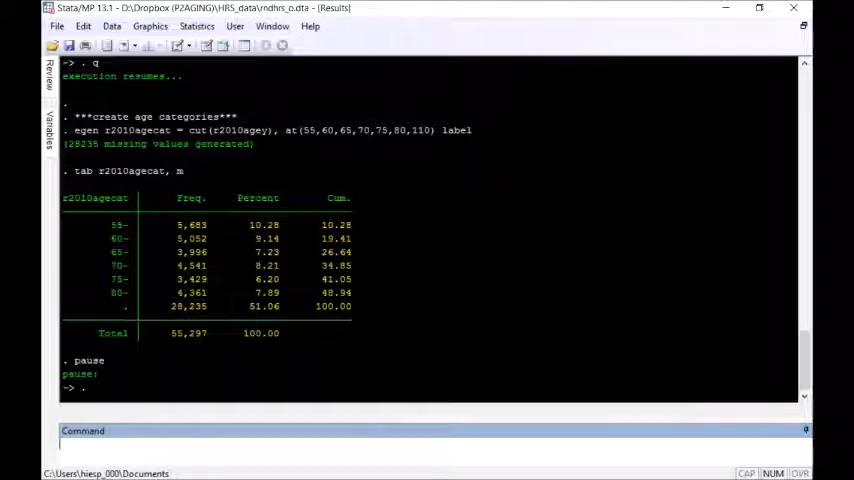 Stata/MP 13.1 - D:\Dropbox (P2AGING)\HRS_data\rndhrs_o.dta - [Results]
File Edit Data Graphics Statistics User Window Help
Review
Variables
-> . q
execution resumes...
.
. ***create age categories***
. egen r2010agecat = cut(r2010agey), at(55,60,65,70,75,80,110) label
(28235 missing values generated)
. tab r2010agecat, m
r2010agecat Freq. Percent Cum.
55- 5,683 10.28 10.28
60- 5,052 9.14 19.41
65- 3,996 7.23 26.64
70- 4,541 8.21 34.85
75- 3,429 6.20 41.05
80- 4,361 7.89 48.94
. 28,235 51.06 100.00
Total 55,297 100.00
. pause
pause:
-> .
Command
C:\Users\hiesp_000\Documents CAP NUM OVR